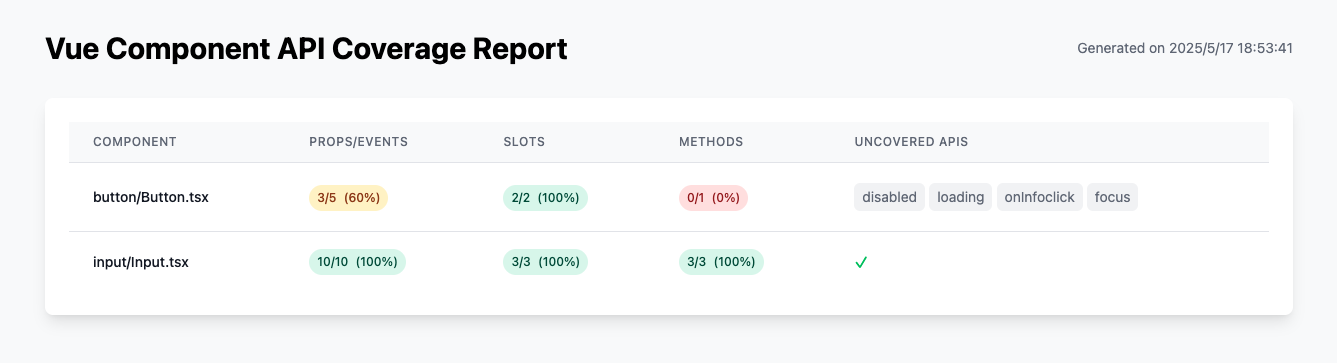 Vue Component API Coverage Report
Generated on 2025/5/17 18:53:41
COMPONENT PROPS/EVENTS SLOTS METHODS UNCOVERED APIS
button/Button.tsx 3/5 (60%) 2/2 (100%) 0/1 (0%) disabled loading onInfoclick focus
input/Input.tsx 10/10 (100%) 3/3 (100%) 3/3 (100%) ✓